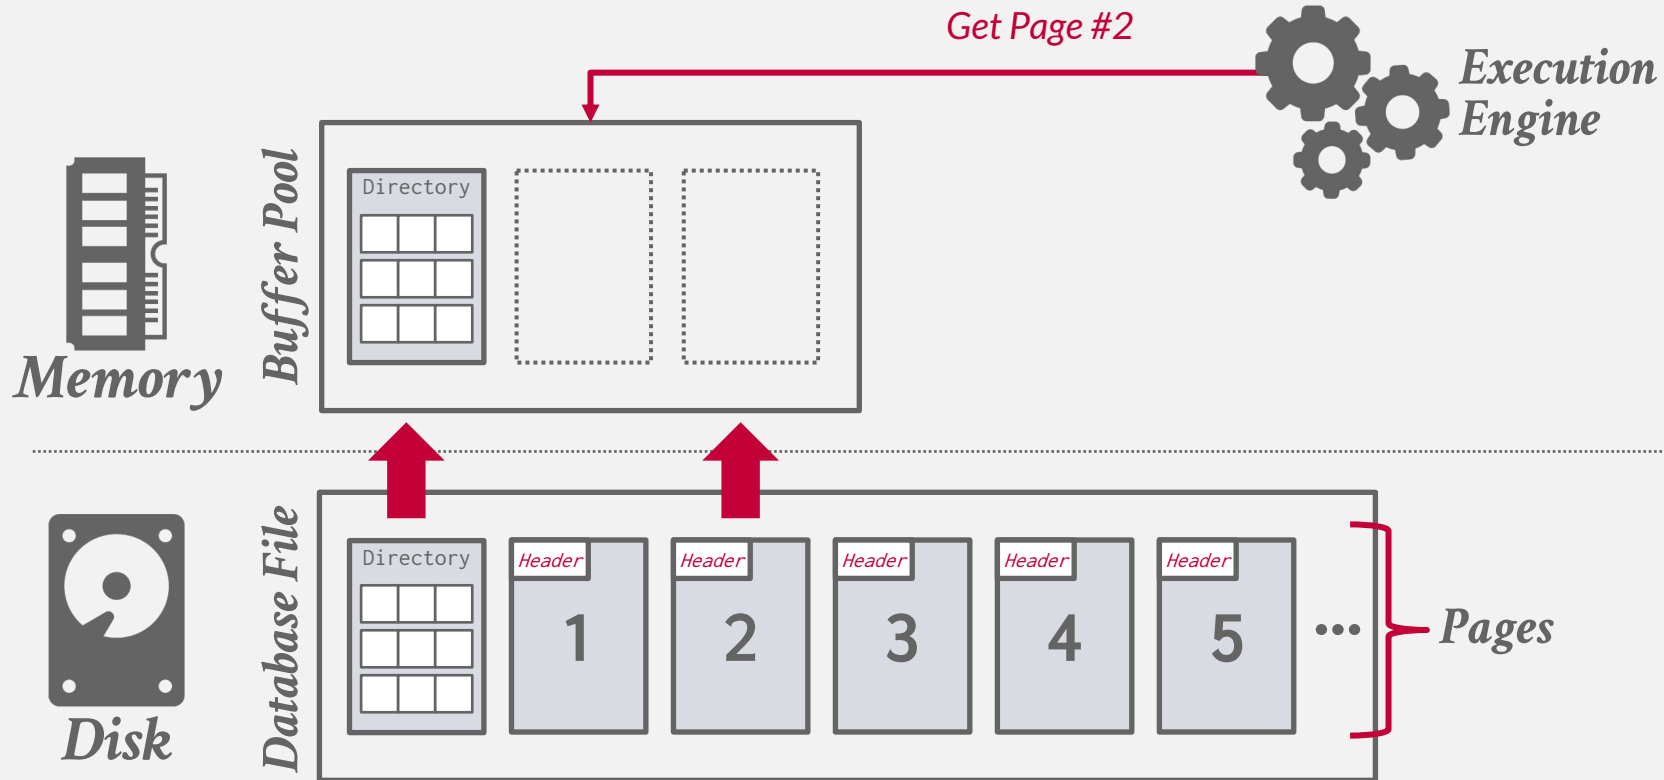 Get Page #2
Execution
Engine
Buffer Pool
Directory
Memory
Database File
Directory
Header
Header
Header
Header
Header
1
2
3
4
5
...
Pages
Disk